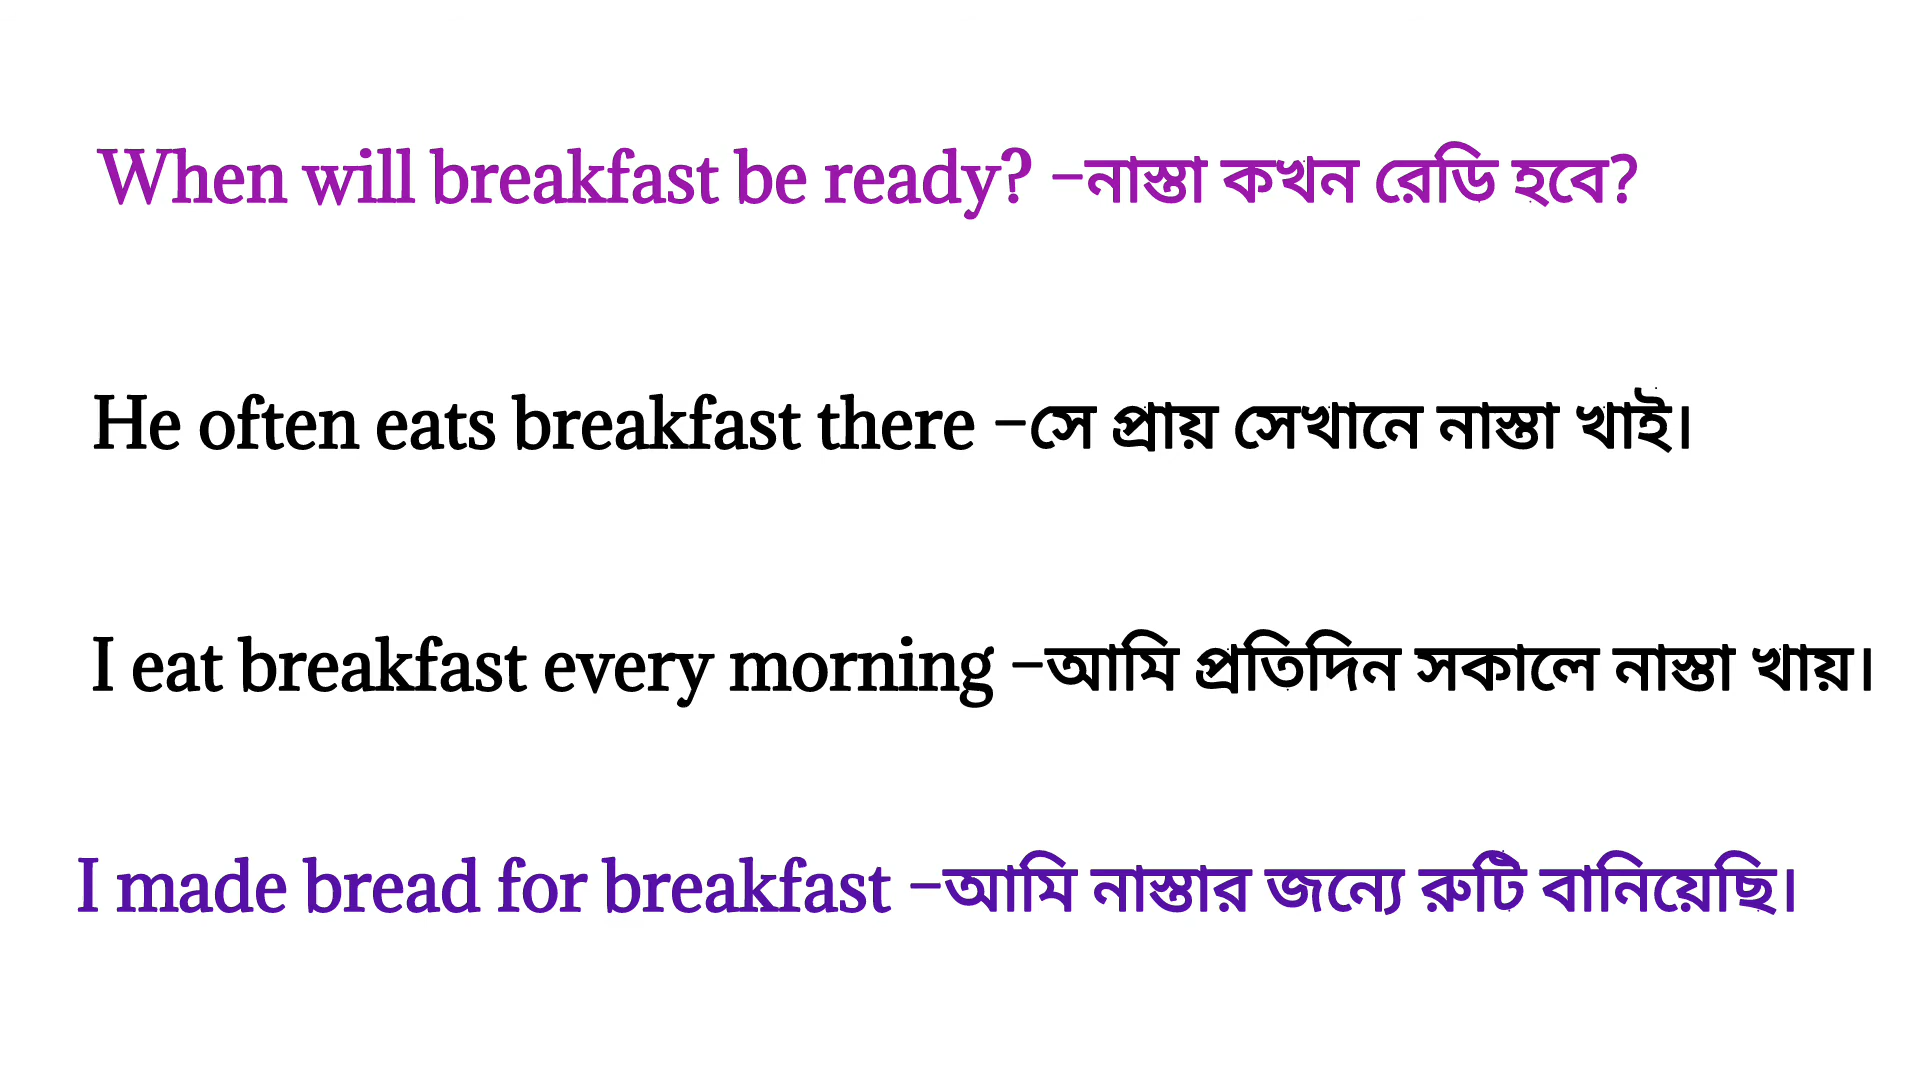 When will breakfast be ready? –নাস্তা কখন রেডি হবে?
He often eats breakfast there –সে প্রায় সেখানে নাস্তা খাই।
I eat breakfast every morning –আমি প্রতিদিন সকালে নাস্তা খায়।
I made bread for breakfast –আমি নাস্তার জন্যে রুটি বানিয়েছি।